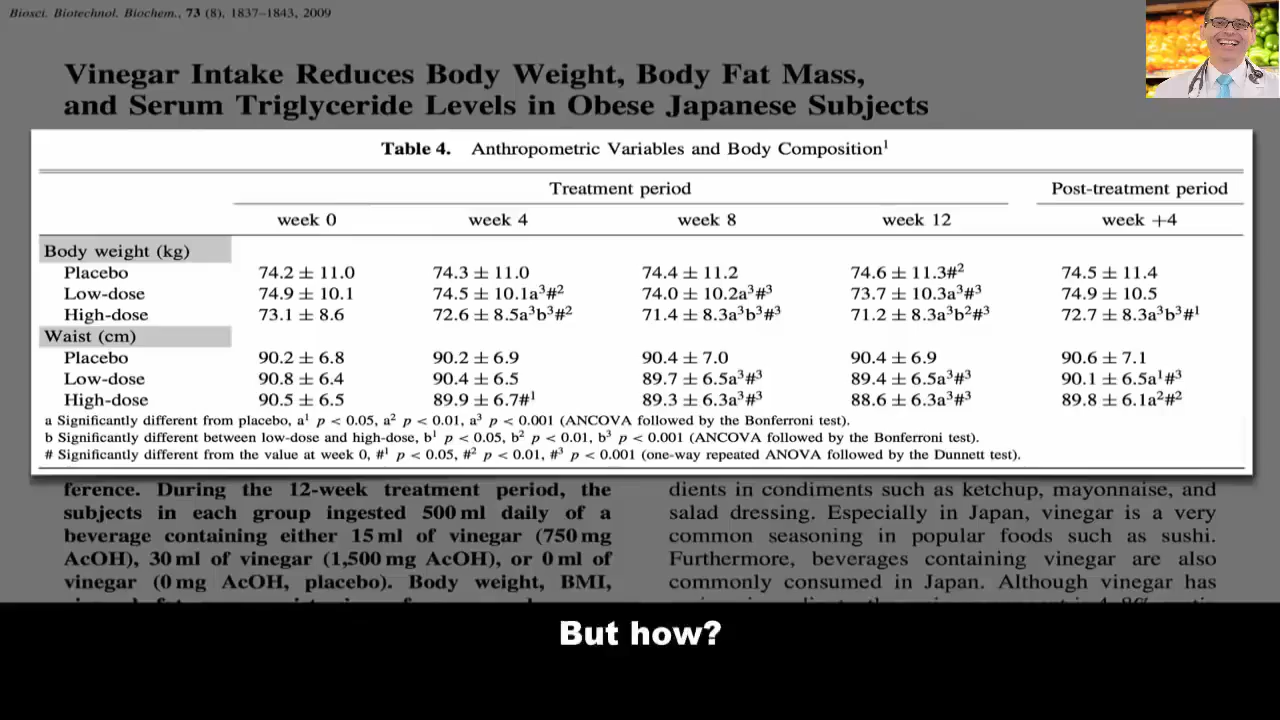 Biosci. Biotechnol. Biochem., 73 (8), 1837–1843, 2009
Vinegar Intake Reduces Body Weight, Body Fat Mass,
and Serum Triglyceride Levels in Obese Japanese Subjects
Table 4. Anthropometric Variables and Body Composition¹
Treatment period Post-treatment period
week 0 week 4 week 8 week 12 week +4
Body weight (kg)
Placebo 74.2 ± 11.0 74.3 ± 11.0 74.4 ± 11.2 74.6 ± 11.3#² 74.5 ± 11.4
Low-dose 74.9 ± 10.1 74.5 ± 10.1a³#² 74.0 ± 10.2a³#³ 73.7 ± 10.3a³#³ 74.9 ± 10.5
High-dose 73.1 ± 8.6 72.6 ± 8.5a³b³#² 71.4 ± 8.3a³b³#³ 71.2 ± 8.3a³b²#³ 72.7 ± 8.3a³b³#¹
Waist (cm)
Placebo 90.2 ± 6.8 90.2 ± 6.9 90.4 ± 7.0 90.4 ± 6.9 90.6 ± 7.1
Low-dose 90.8 ± 6.4 90.4 ± 6.5 89.7 ± 6.5a³#³ 89.4 ± 6.5a³#³ 90.1 ± 6.5a¹#³
High-dose 90.5 ± 6.5 89.9 ± 6.7#¹ 89.3 ± 6.3a³#³ 88.6 ± 6.3a³#³ 89.8 ± 6.1a²#²
a Significantly different from placebo, a¹ p < 0.05, a² p < 0.01, a³ p < 0.001 (ANCOVA followed by the Bonferroni test).
b Significantly different between low-dose and high-dose, b¹ p < 0.05, b² p < 0.01, b³ p < 0.001 (ANCOVA followed by the Bonferroni test).
# Significantly different from the value at week 0, #¹ p < 0.05, #² p < 0.01, #³ p < 0.001 (one-way repeated ANOVA followed by the Dunnett test).
ference. During the 12-week treatment period, the
subjects in each group ingested 500 ml daily of a
beverage containing either 15 ml of vinegar (750 mg
AcOH), 30 ml of vinegar (1,500 mg AcOH), or 0 ml of
vinegar (0 mg AcOH, placebo). Body weight, BMI,
dients in condiments such as ketchup, mayonnaise, and
salad dressing. Especially in Japan, vinegar is a very
common seasoning in popular foods such as sushi.
Furthermore, beverages containing vinegar are also
commonly consumed in Japan. Although vinegar has
But how?